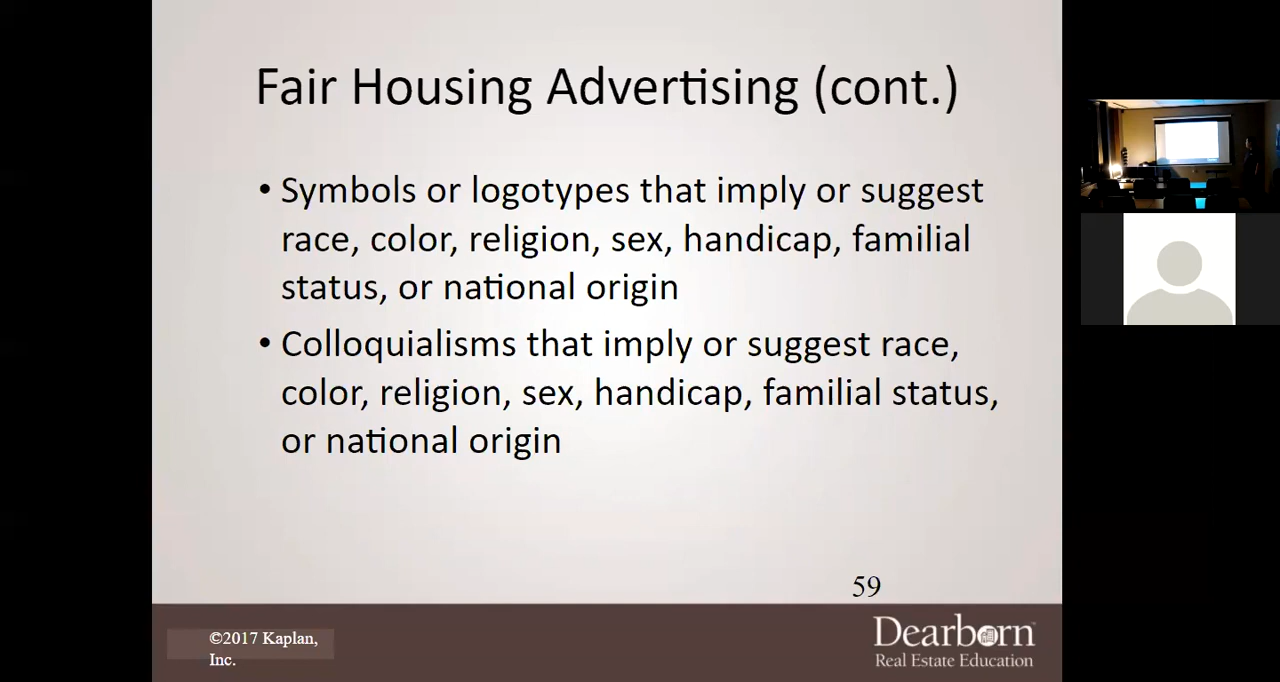 Fair Housing Advertising (cont.)
• Symbols or logotypes that imply or suggest
race, color, religion, sex, handicap, familial
status, or national origin
• Colloquialisms that imply or suggest race,
color, religion, sex, handicap, familial status,
or national origin
59
©2017 Kaplan,
Inc.
Dearborn
Real Estate Education